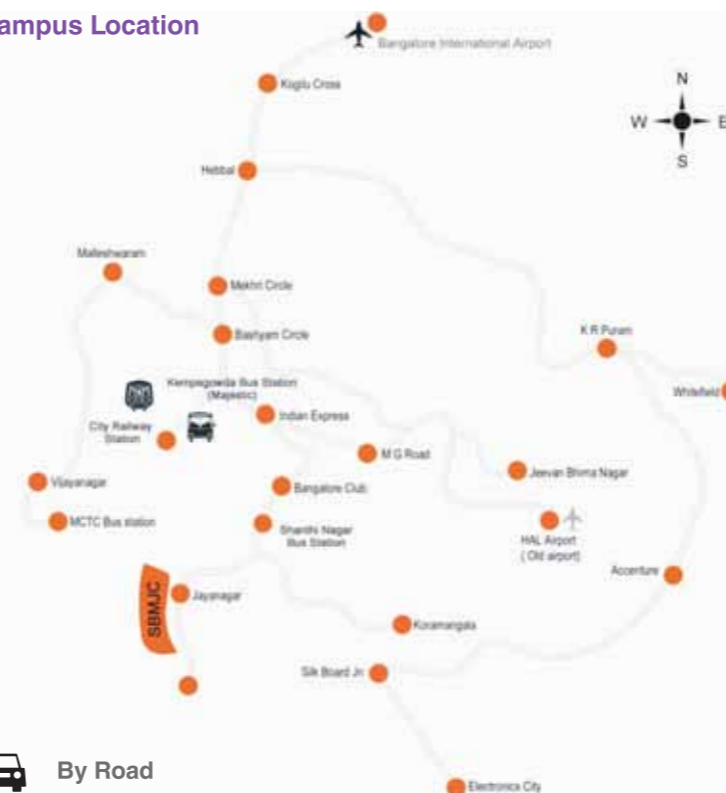 ampus Location
Bangalore International Airport
Kogilu Cross
N
W
E
S
Hebbal
Malleshwaram
Mekhri Circle
Bashyam Circle
K R Puram
Kempegowda Bus Station
(Majestic)
Whitefield
Indian Express
City Railway
Station
M G Road
Jeevan Bhima Nagar
Vijayanagar
Bangalore Club
MCTC Bus station
Shanthi Nagar
Bus Station
HAL Airport
( Old airport)
Accenture
SBMJC
Jayanagar
Koramangala
Silk Board Jn
By Road
Electronics City